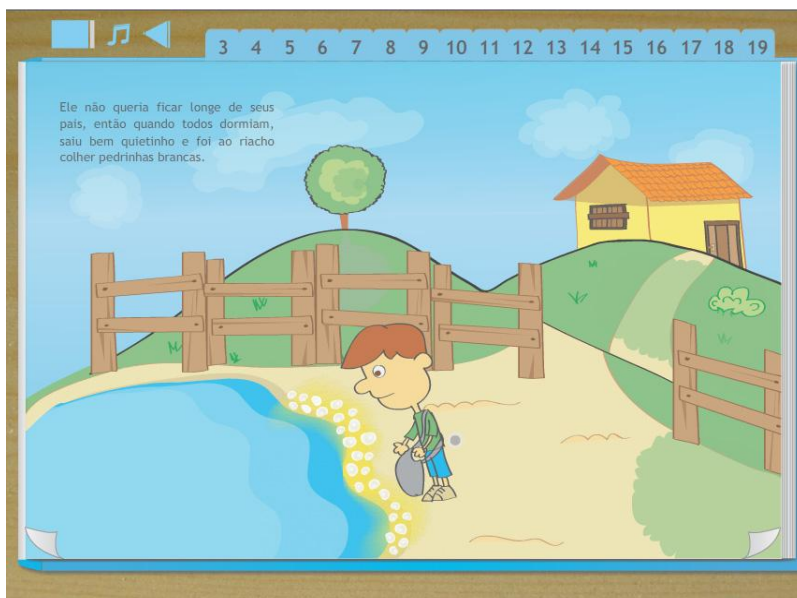 3 4 5 6 7 8 9 10 11 12 13 14 15 16 17 18 19
Ele não queria ficar longe de seus
pais, então quando todos dormiam,
saiu bem quietinho e foi ao riacho
colher pedrinhas brancas.